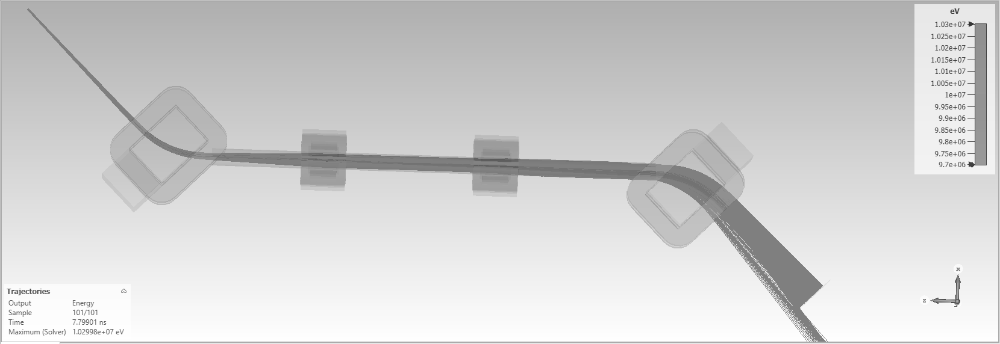 eV
1.03e+07
1.025e+07
1.02e+07
1.015e+07
1.01e+07
1.005e+07
1e+07
9.95e+06
9.9e+06
9.85e+06
9.8e+06
9.75e+06
9.7e+06
x
z
Trajectories
Output Energy
Sample 101/101
Time 7.79901 ns
Maximum (Solver) 1.02998e+07 eV